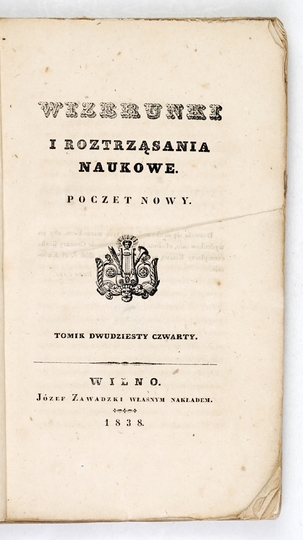 WIZERUNKI
I ROZTRZĄSANIA
NAUKOWE.
POCZET NOWY.
TOMIK DWUDZIESTY CZWARTY.
WILNO.
JÓZEF ZAWADZKI WŁASNYM NAKŁADEM.
1838.